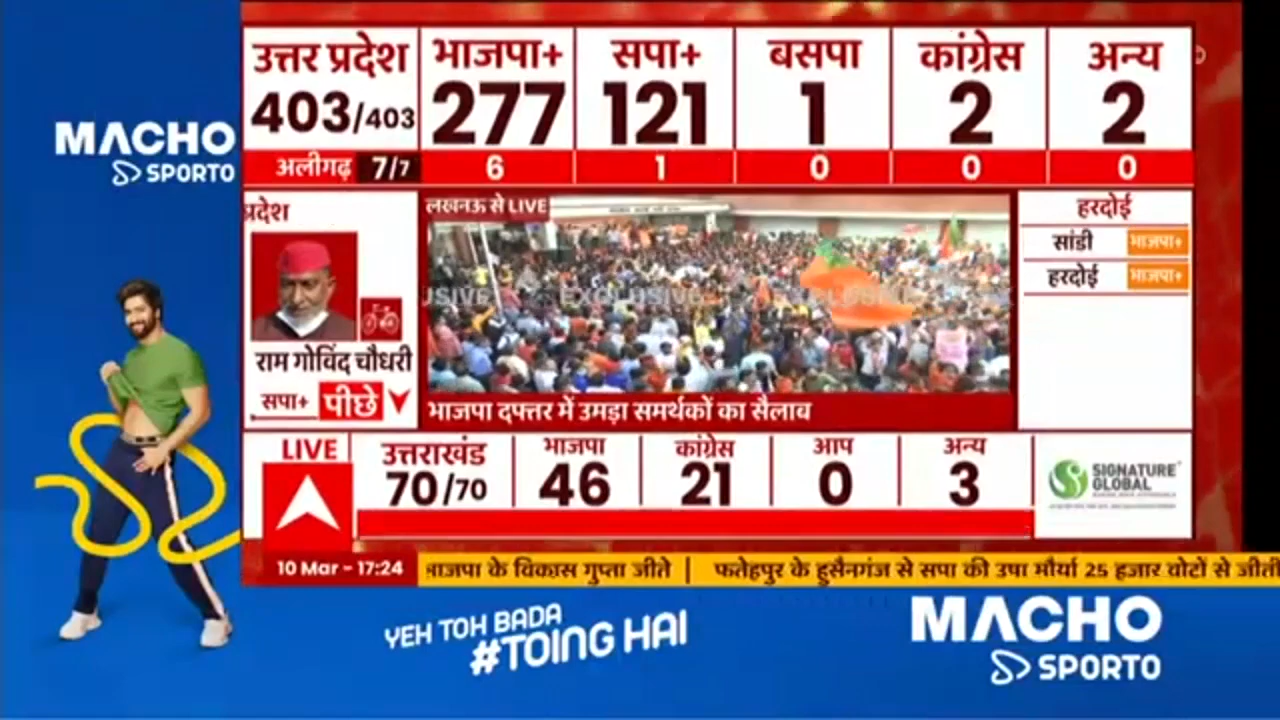 उत्तर प्रदेश भाजपा+ सपा+ बसपा कांग्रेस अन्य
403/403 277 121 1 2 2
अलीगढ़ 7/7 6 1 0 0 0
MACHO
SPORTO
प्रदेश
राम गोविंद चौधरी
सपा+ पीछे
लखनऊ से LIVE
EXCLUSIVE
भाजपा दफ्तर में उमड़ा समर्थकों का सैलाब
हरदोई
सांडी भाजपा+
हरदोई भाजपा+
LIVE
उत्तराखंड भाजपा कांग्रेस आप अन्य
70/70 46 21 0 3
SIGNATURE
GLOBAL
10 Mar - 17:24
भाजपा के विकास गुप्ता जीते | फतेहपुर के हुसैनगंज से सपा की उषा मौर्या 25 हजार वोटों से जीती
YEH TOH BADA
#TOING HAI
MACHO
SPORTO